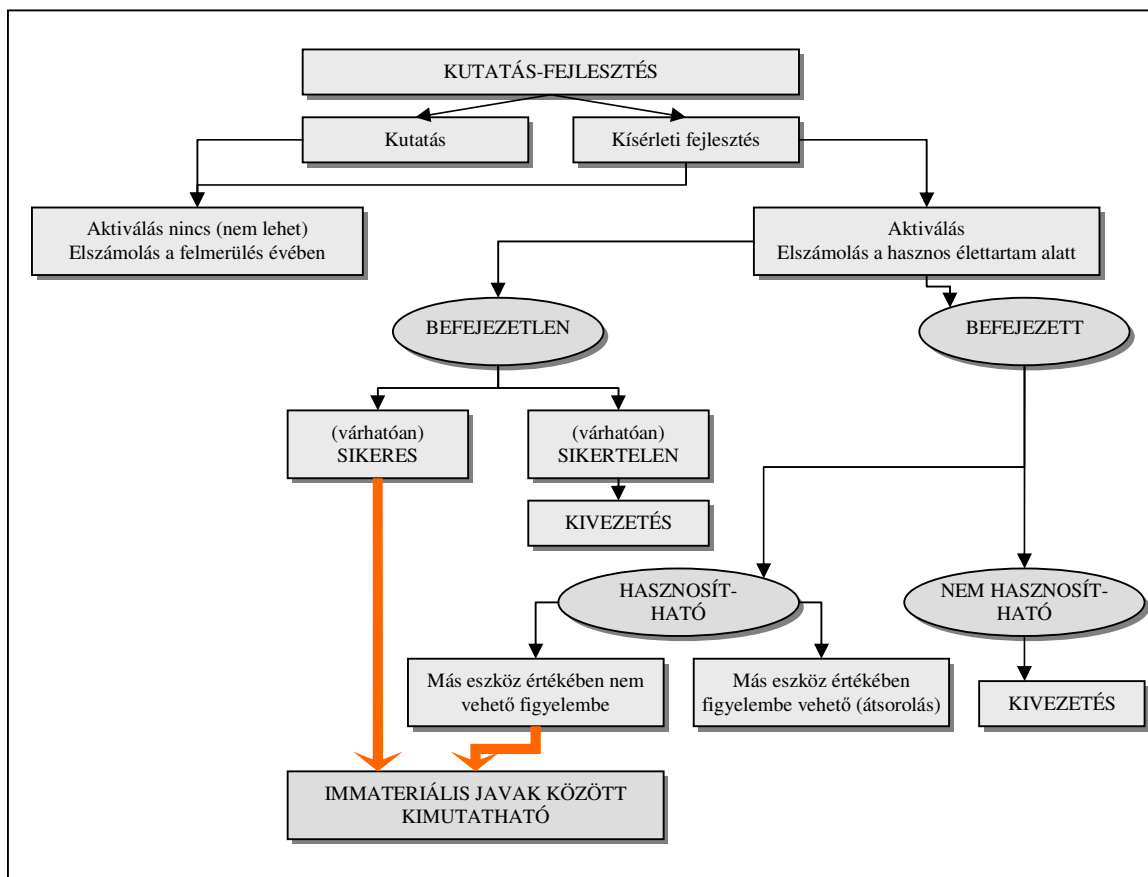 KUTATÁS-FEJLESZTÉS
Kutatás
Kísérleti fejlesztés
Aktiválás nincs (nem lehet)
Elszámolás a felmerülés évében
Aktiválás
Elszámolás a hasznos élettartam alatt
BEFEJEZETLEN
BEFEJEZETT
(várhatóan)
SIKERES
(várhatóan)
SIKERTELEN
KIVEZETÉS
HASZNOSÍT-
HATÓ
NEM HASZNOSÍT-
HATÓ
Más eszköz értékében nem
vehető figyelembe
Más eszköz értékében
figyelembe vehető (átsorolás)
KIVEZETÉS
IMMATERIÁLIS JAVAK KÖZÖTT
KIMUTATHATÓ